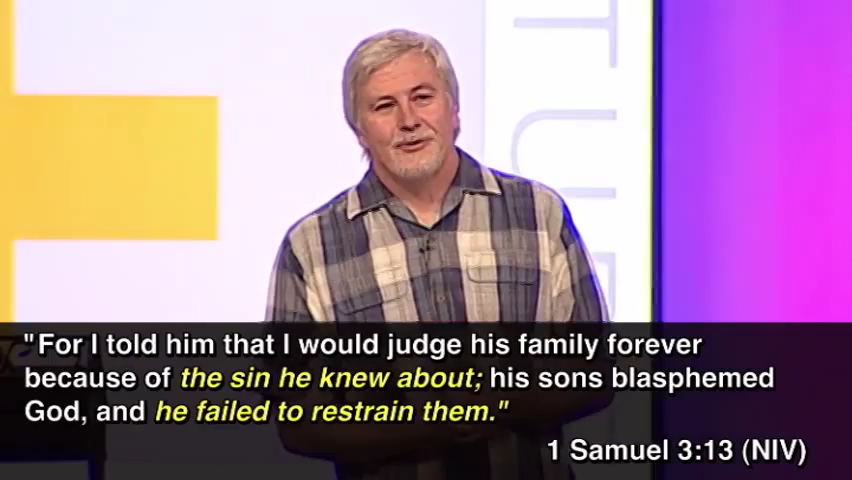 TU
"For I told him that I would judge his family forever
because of the sin he knew about; his sons blasphemed
God, and he failed to restrain them."
1 Samuel 3:13 (NIV)